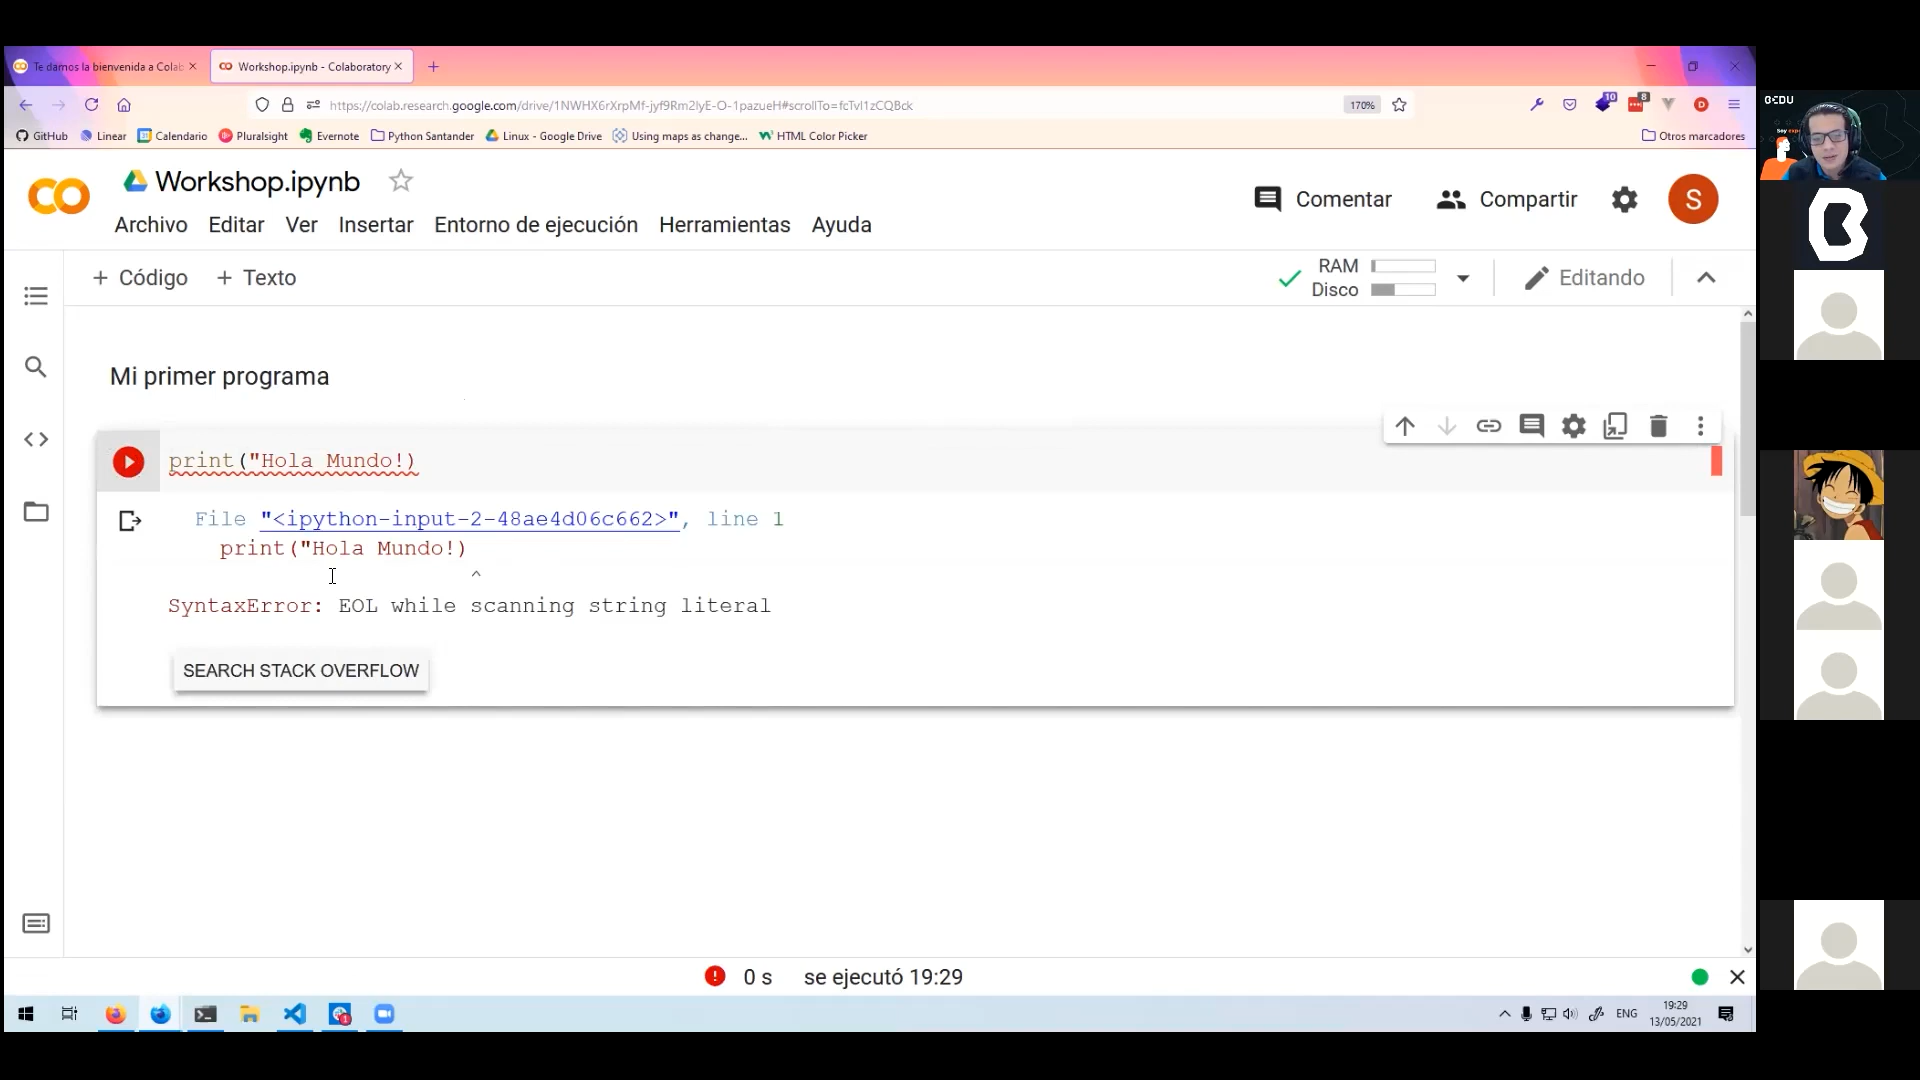 Te damos la bienvenida a Colab
Workshop.ipynb - Colaboratory
https://colab.research.google.com/drive/1NWHX6rXrpMf-jyf9Rm2lyE-O-1pazueH#scrollTo=fcTvl1zCQBck
170%
10
8
D
GitHub
Linear
Calendario
Pluralsight
Evernote
Python Santander
Linux - Google Drive
Using maps as change...
HTML Color Picker
Otros marcadores
BEDU
Workshop.ipynb
Archivo Editar Ver Insertar Entorno de ejecución Herramientas Ayuda
Comentar
Compartir
S
+ Código + Texto
RAM
Disco
Editando
Mi primer programa
print("Hola Mundo!)
File "<ipython-input-2-48ae4d06c662>", line 1
print("Hola Mundo!)
^
SyntaxError: EOL while scanning string literal
SEARCH STACK OVERFLOW
0 s se ejecutó 19:29
ENG
19:29
13/05/2021